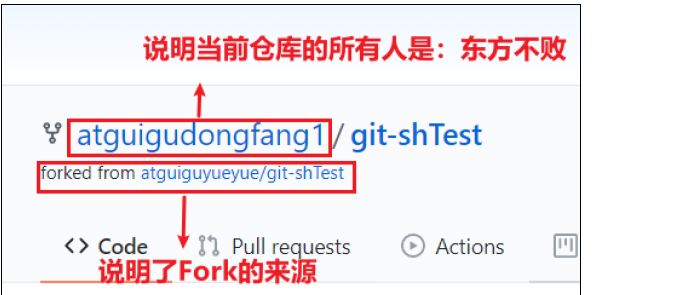 说明当前仓库的所有人是：东方不败
atguigudongfang1 / git-shTest
forked from atguiguyueyue/git-shTest
Code Pull requests Actions
说明了Fork的来源